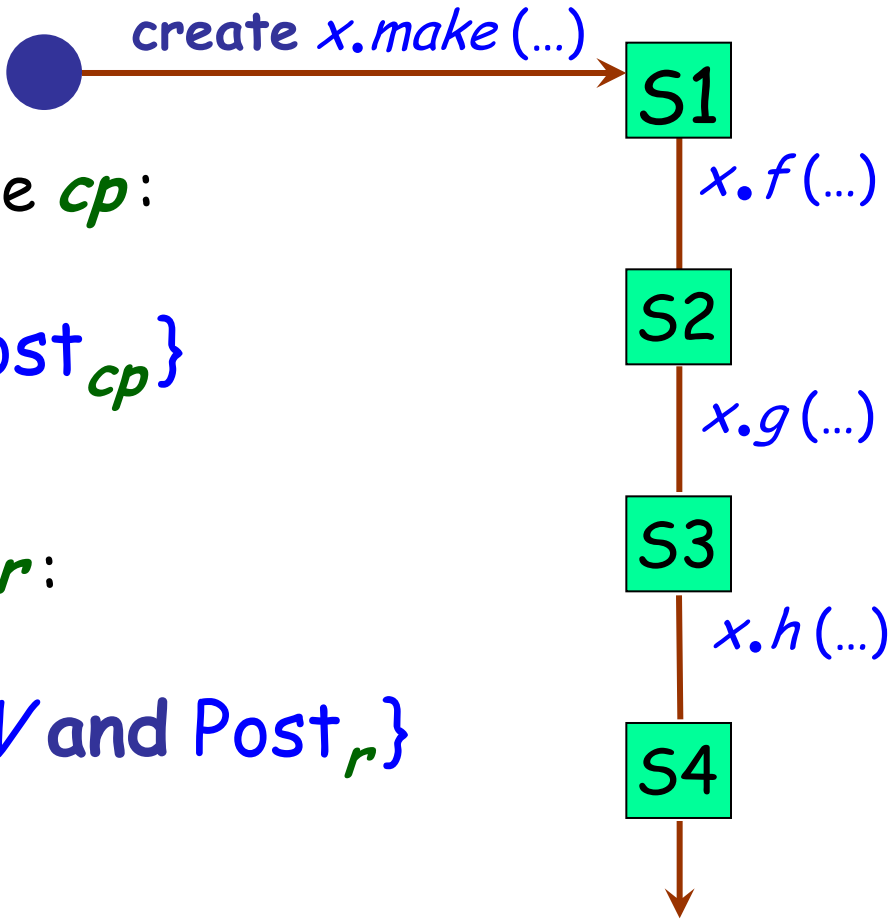 create x.make (…)
S1
x.f (…)
e cp :
S2
ost cp }
x.g (…)
S3
r :
x.h (…)
and Post r }
S4